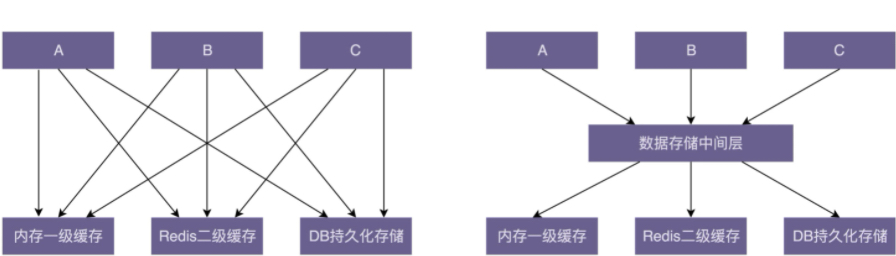 A
B
C
内存一级缓存
Redis二级缓存
DB持久化存储
A
B
C
数据存储中间层
内存一级缓存
Redis二级缓存
DB持久化存储